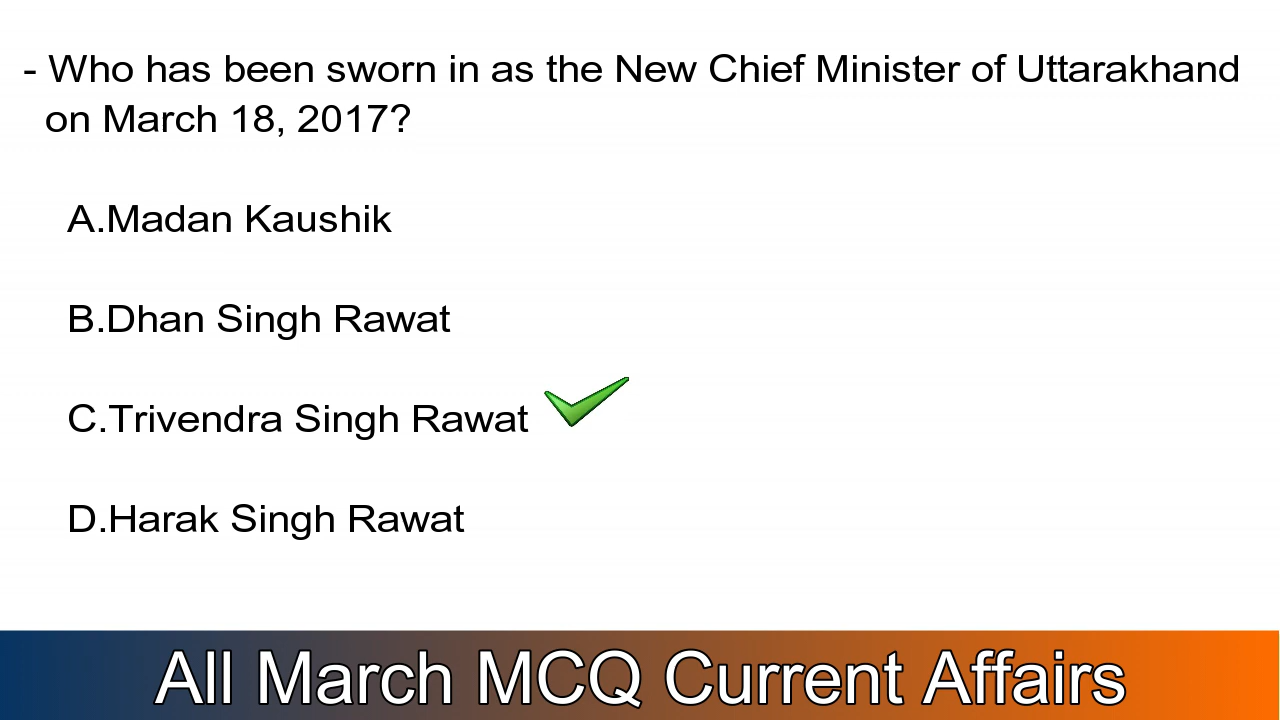 - Who has been sworn in as the New Chief Minister of Uttarakhand
on March 18, 2017?
A.Madan Kaushik
B.Dhan Singh Rawat
C.Trivendra Singh Rawat
D.Harak Singh Rawat
All March MCQ Current Affairs